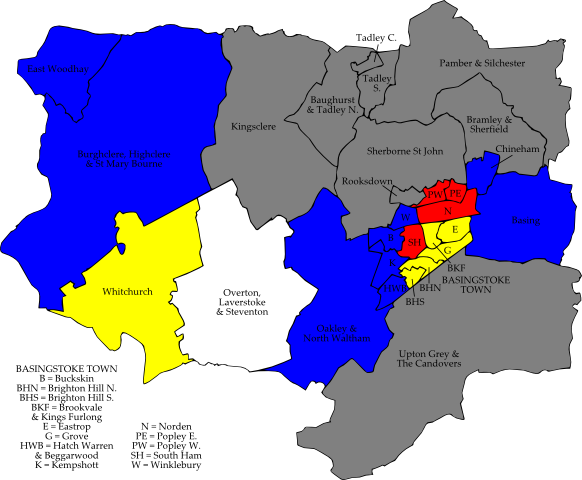 Tadley C.
East Woodhay
Pamber & Silchester
Tadley
S.
Baughurst
& Tadley N.
Kingsclere
Bramley &
Sherfield
Chineham
Burghclere, Highclere
& St Mary Bourne
Sherborne St John
Rooksdown
PW
PE
N
W
Basing
E
B
SH
G
K
BKF
BASINGSTOKE
TOWN
HWB
BHN
BHS
Whitchurch
Overton,
Laverstoke
& Steventon
Oakley &
North Waltham
Upton Grey &
The Candovers
BASINGSTOKE TOWN
B = Buckskin
BHN = Brighton Hill N.
BHS = Brighton Hill S.
BKF = Brookvale
& Kings Furlong
E = Eastrop
G = Grove
HWB = Hatch Warren
& Beggarwood
K = Kempshott
N = Norden
PE = Popley E.
PW = Popley W.
SH = South Ham
W = Winklebury